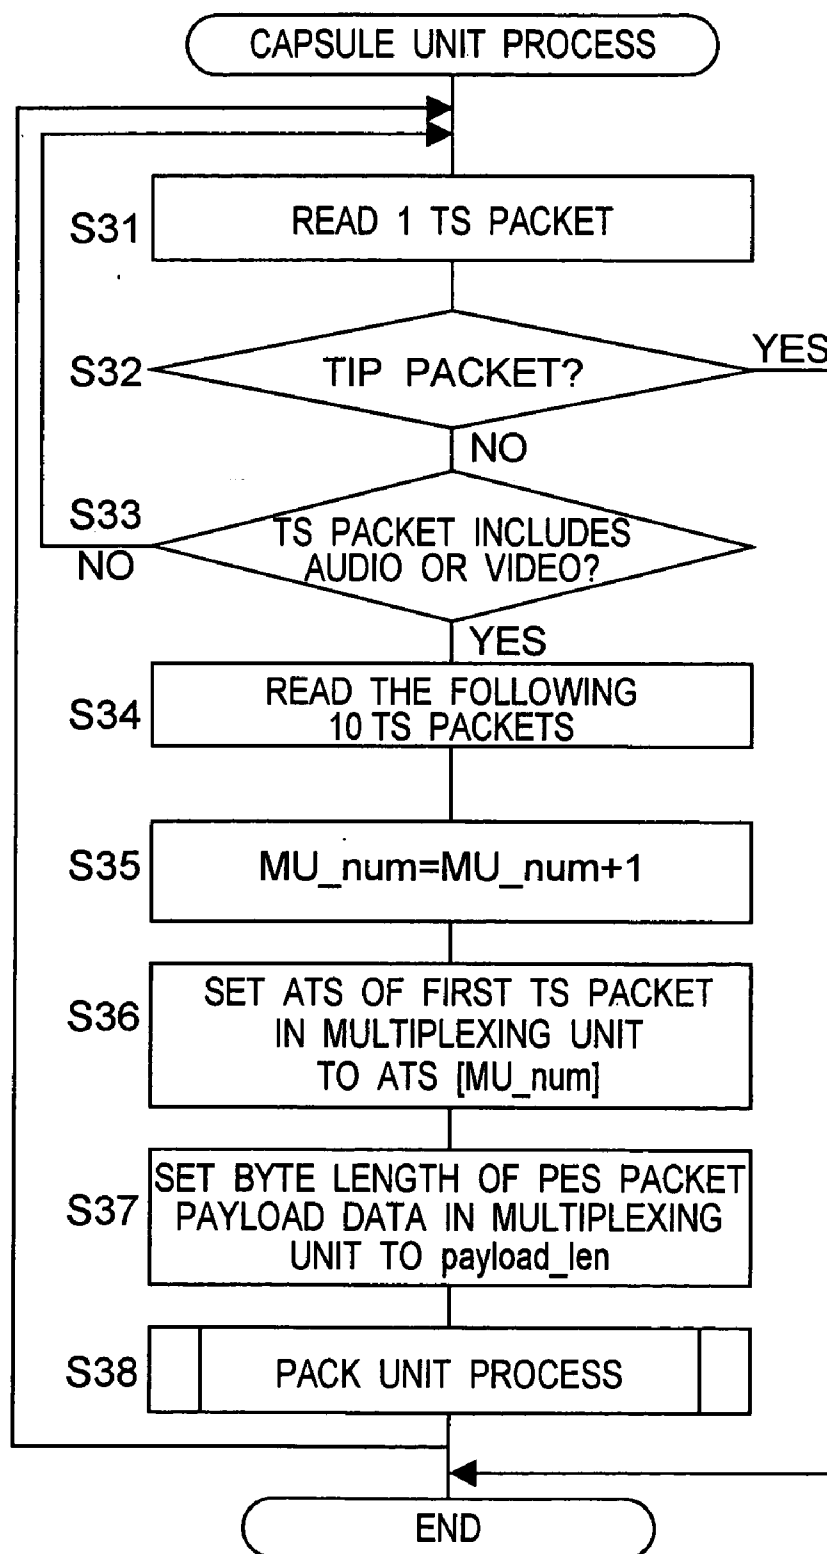 CAPSULE UNIT PROCESS
S31
READ 1 TS PACKET
S32
TIP PACKET?
YES
NO
S33
TS PACKET INCLUDES
AUDIO OR VIDEO?
NO
YES
S34
READ THE FOLLOWING
10 TS PACKETS
S35
MU_num=MU_num+1
S36
SET ATS OF FIRST TS PACKET
IN MULTIPLEXING UNIT
TO ATS [MU_num]
S37
SET BYTE LENGTH OF PES PACKET
PAYLOAD DATA IN MULTIPLEXING
UNIT TO payload_len
S38
PACK UNIT PROCESS
END